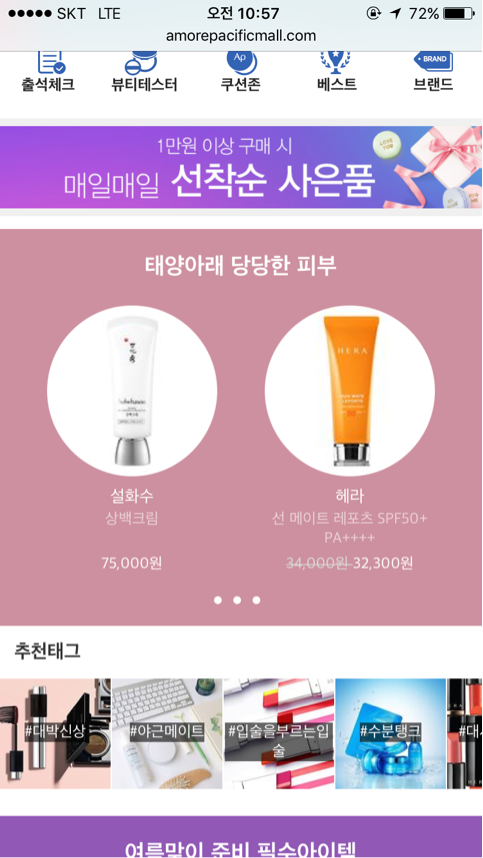 SKT LTE 오전 10:57 72%
amorepacificmall.com
Ap BRAND
출석체크 뷰티테스터 쿠션존 베스트 브랜드
1만원 이상 구매 시
매일매일 선착순 사은품
태양아래 당당한 피부
HERA
설화수 헤라
상백크림 선 메이트 레포츠 SPF50+
PA++++
75,000원 34,000원 32,300원
추천태그
#대박신상 #야근메이트 #입술을부르는입술 #수분탱크
여름맞이 준비 필수아이템